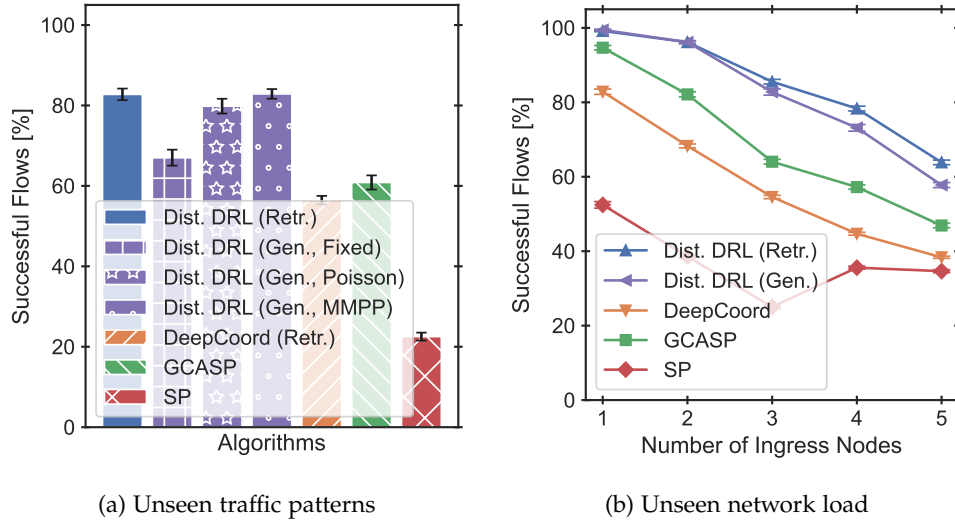 Successful Flows [%]
100
80
60
40
20
0
Dist. DRL (Retr.)
Dist. DRL (Gen., Fixed)
Dist. DRL (Gen., Poisson)
Dist. DRL (Gen., MMPP)
DeepCoord (Retr.)
GCASP
SP
Algorithms
(a) Unseen traffic patterns
Successful Flows [%]
100
80
60
40
20
0
Dist. DRL (Retr.)
Dist. DRL (Gen.)
DeepCoord
GCASP
SP
1 2 3 4 5
Number of Ingress Nodes
(b) Unseen network load